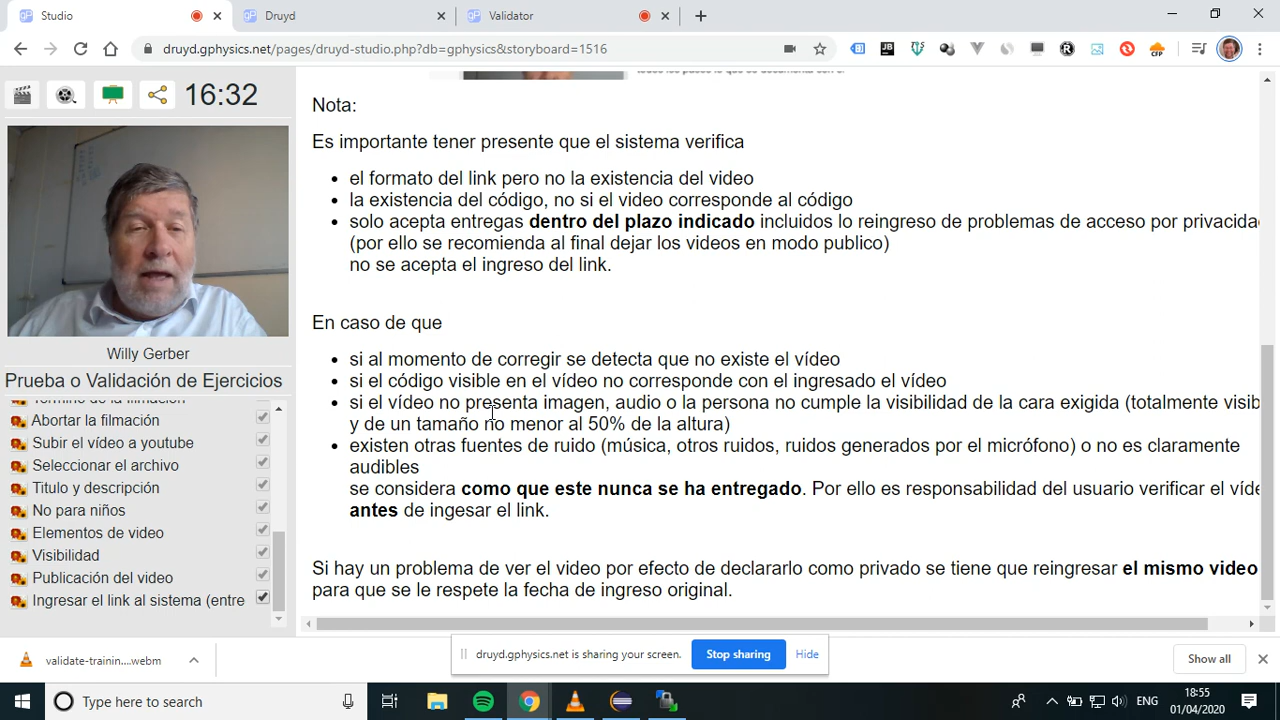 Studio
Druyd
Validator
druyd.gphysics.net/pages/druyd-studio.php?db=gphysics&storyboard=1516
16:32
Willy Gerber
Prueba o Validación de Ejercicios
Abortar la filmación
Subir el vídeo a youtube
Seleccionar el archivo
Titulo y descripción
No para niños
Elementos de video
Visibilidad
Publicación del video
Ingresar el link al sistema (entre
Nota:
Es importante tener presente que el sistema verifica
el formato del link pero no la existencia del video
la existencia del código, no si el video corresponde al código
solo acepta entregas dentro del plazo indicado incluidos lo reingreso de problemas de acceso por privacida
(por ello se recomienda al final dejar los videos en modo publico)
no se acepta el ingreso del link.
En caso de que
si al momento de corregir se detecta que no existe el vídeo
si el código visible en el vídeo no corresponde con el ingresado el vídeo
si el vídeo no presenta imagen, audio o la persona no cumple la visibilidad de la cara exigida (totalmente visib
y de un tamaño no menor al 50% de la altura)
existen otras fuentes de ruido (música, otros ruidos, ruidos generados por el micrófono) o no es claramente
audibles
se considera como que este nunca se ha entregado. Por ello es responsabilidad del usuario verificar el víde
antes de ingesar el link.
Si hay un problema de ver el video por efecto de declararlo como privado se tiene que reingresar el mismo video
para que se le respete la fecha de ingreso original.
validate-trainin....webm
druyd.gphysics.net is sharing your screen.
Stop sharing
Hide
Show all
Type here to search
ENG
18:55
01/04/2020